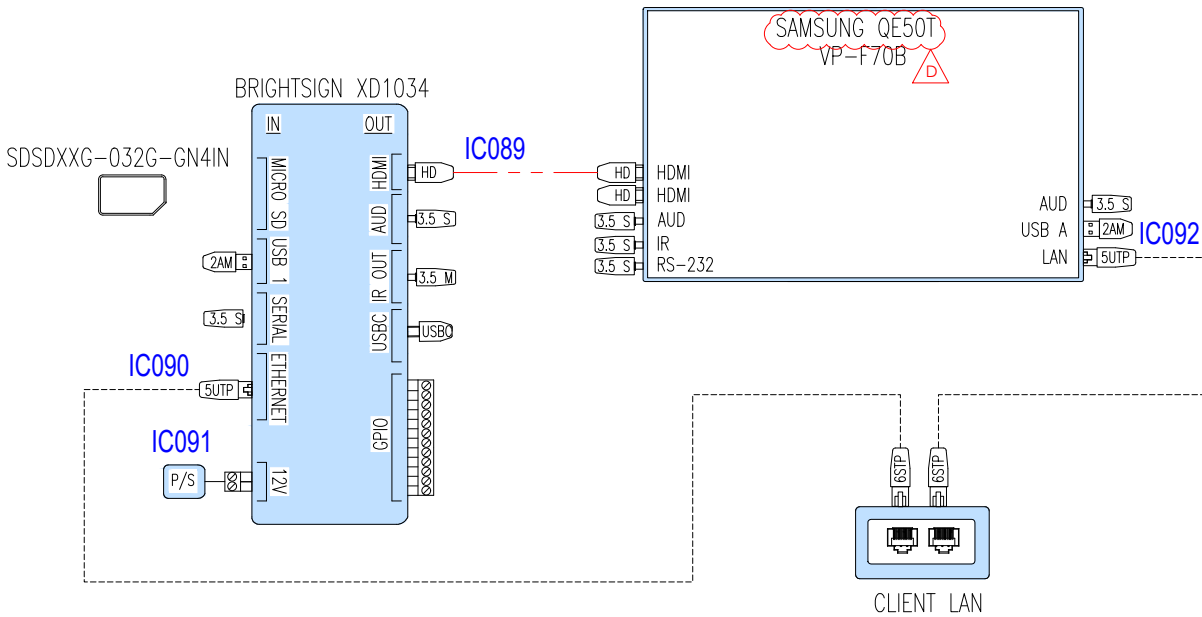 SAMSUNG QE50T
VP-F70B
D
BRIGHTSIGN XD1034
SDSDXXG-032G-GN4IN
IN
OUT
MICRO SD
HDMI
HD
IC089
HD
HDMI
HD
HDMI
AUD
3.5 S
3.5 S
AUD
3.5 S
IR
3.5 S
RS-232
AUD
3.5 S
USB A
2AM
LAN
5UTP
IC092
2AM
USB 1
IR OUT
3.5 M
3.5 S
SERIAL
USBC
USBC
IC090
5UTP
ETHERNET
GPIO
IC091
P/S
12V
6STP
6STP
CLIENT LAN